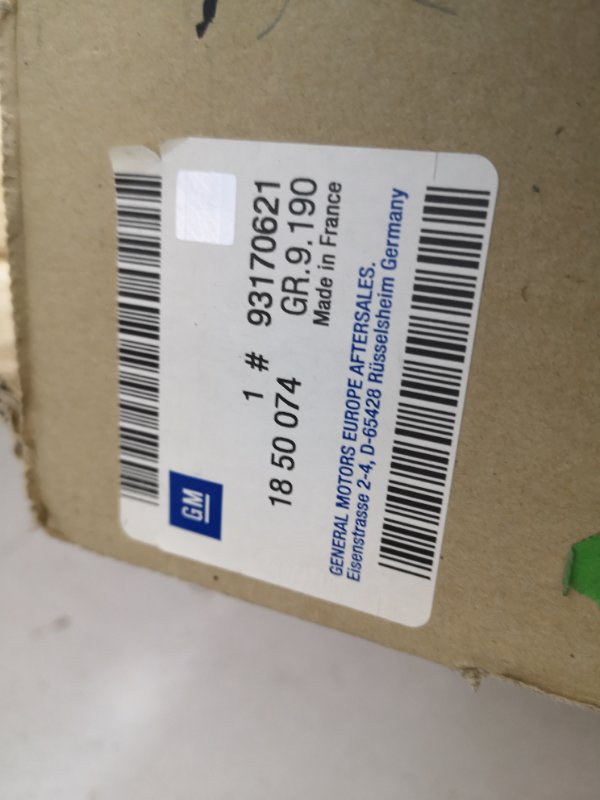 GM
1 # 93170621
18 50 074 GR.9.190
Made in France
GENERAL MOTORS EUROPE AFTERSALES.
Eisenstrasse 2-4, D-65428 Rüsselsheim Germany